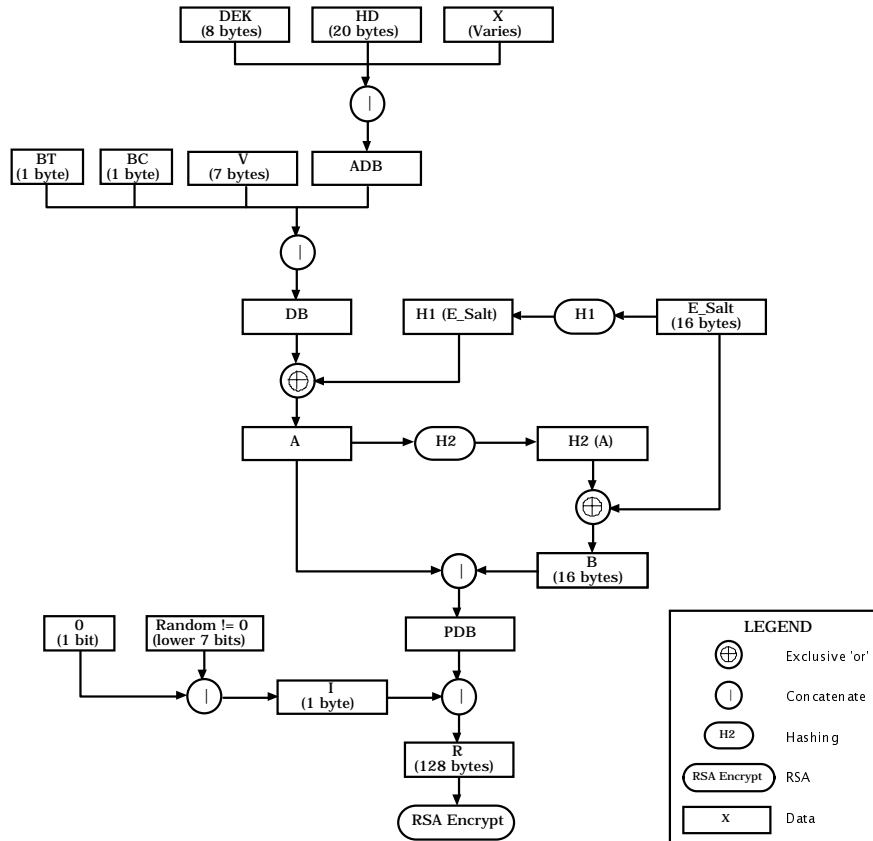 DEK
(8 bytes)
HD
(20 bytes)
X
(Varies)
|
BT
(1 byte)
BC
(1 byte)
V
(7 bytes)
ADB
|
DB
H1 (E_Salt)
H1
E_Salt
(16 bytes)
A
H2
H2 (A)
B
(16 bytes)
|
0
(1 bit)
Random != 0
(lower 7 bits)
PDB
|
I
(1 byte)
|
R
(128 bytes)
RSA Encrypt
LEGEND
Exclusive 'or'
| Concatenate
H2 Hashing
RSA Encrypt RSA
X Data